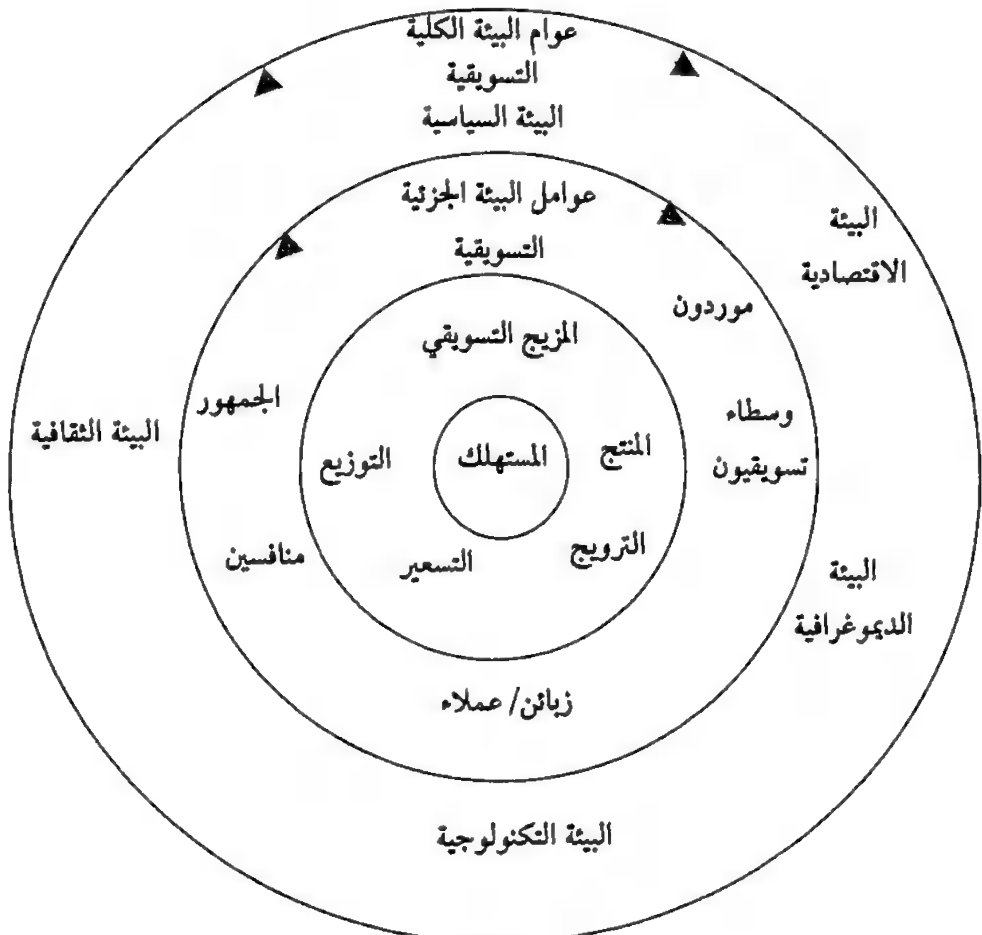 عوام البيئة الكلية
التسويقية
البيئة السياسية
عوامل البيئة الجزئية
التسويقية
البيئة
الاقتصادية
موردون
المزيج التسويقي
وسطاء
تسويقيون
الجمهور
البيئة الثقافية
المنتج
المستهلك
التوزيع
الترويج
التسعير
منافسين
البيئة
الديموغرافية
زبائن/ عملاء
البيئة التكنولوجية